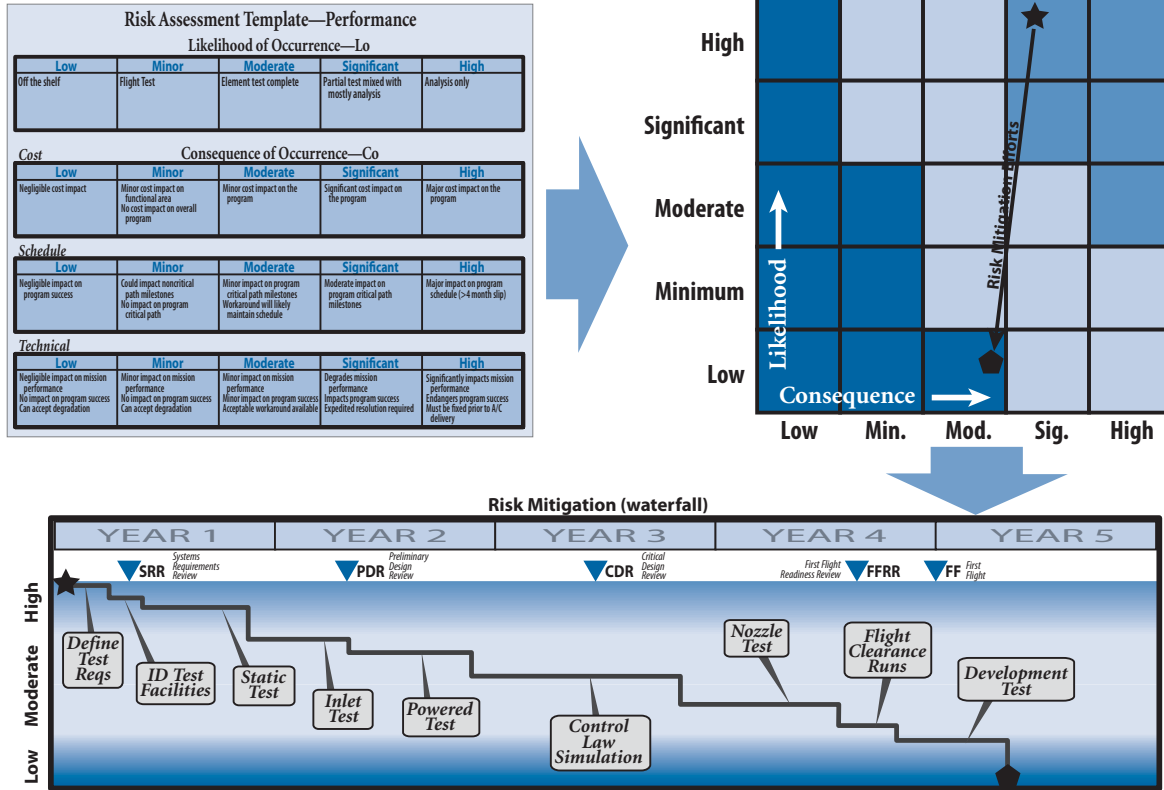 Risk Assessment Template—Performance
Likelihood of Occurrence—Lo
Low Minor Moderate Significant High
Off the shelf
Flight Test
Element test complete
Partial test mixed with
mostly analysis
Analysis only
Cost
Consequence of Occurrence—Co
Low Minor Moderate Significant High
Negligible cost impact
Minor cost impact on
functional area
No cost impact on overall
program
Minor cost impact on the
program
Significant cost impact on
the program
Major cost impact on the
program
Schedule
Low Minor Moderate Significant High
Negligible impact on
program success
Could impact noncritical
path milestones
No impact on program
critical path
Minor impact on program
critical path milestones
Workaround will likely
maintain schedule
Moderate impact on
program critical path
milestones
Major impact on program
schedule (>4 month slip)
Technical
Low Minor Moderate Significant High
Negligible impact on mission
performance
No impact on program success
Can accept degradation
Minor impact on mission
performance
No impact on program success
Can accept degradation
Minor impact on mission
performance
Minor impact on program success
Acceptable workaround available
Degrades mission
performance
Impacts program success
Expedited resolution required
Significantly impacts mission
performance
Endangers program success
Must be fixed prior to A/C
delivery
High
Significant
Moderate
Minimum
Low
Likelihood
Consequence
Risk Mitigation Efforts
Low Min. Mod. Sig. High
Risk Mitigation (waterfall)
YEAR 1 YEAR 2 YEAR 3 YEAR 4 YEAR 5
SRR
Systems
Requirements
Review
PDR
Preliminary
Design
Review
CDR
Critical
Design
Review
First Flight
Readiness Review
FFRR
FF
First
Flight
High
Moderate
Low
Define
Test
Reqs
ID Test
Facilities
Static
Test
Inlet
Test
Powered
Test
Control
Law
Simulation
Nozzle
Test
Flight
Clearance
Runs
Development
Test